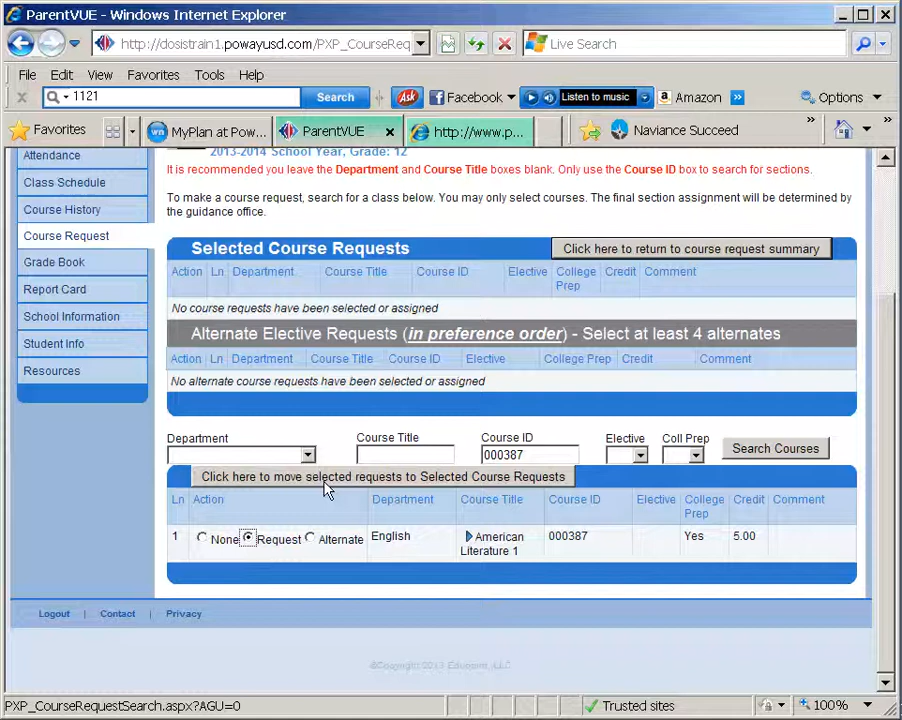 ParentVUE - Windows Internet Explorer
http://dosistrain1.powayusd.com/PXP_CourseReq
Live Search
File Edit View Favorites Tools Help
1121 Search Ask Facebook Listen to music a Amazon » Options
Favorites MyPlan at Pow... ParentVUE x http://www.p... Naviance Succeed » »
Attendance
Class Schedule
Course History
Course Request
Grade Book
Report Card
School Information
Student Info
Resources
2013-2014 School Year, Grade: 12
It is recommended you leave the Department and Course Title boxes blank. Only use the Course ID box to search for sections.
To make a course request, search for a class below. You may only select courses. The final section assignment will be determined by
the guidance office.
Selected Course Requests Click here to return to course request summary
Action Ln Department Course Title Course ID Elective College Prep Credit Comment
No course requests have been selected or assigned
Alternate Elective Requests (in preference order) - Select at least 4 alternates
Action Ln Department Course Title Course ID Elective College Prep Credit Comment
No alternate course requests have been selected or assigned
Department Course Title Course ID Elective Coll Prep
000387 Search Courses
Click here to move selected requests to Selected Course Requests
Ln Action Department Course Title Course ID Elective College Prep Credit Comment
1 None Request Alternate English American Literature 1 000387 Yes 5.00
Logout | Contact | Privacy
©Copyright 2013 Edupoint, LLC
PXP_CourseRequestSearch.aspx?AGU=0 Trusted sites 100%